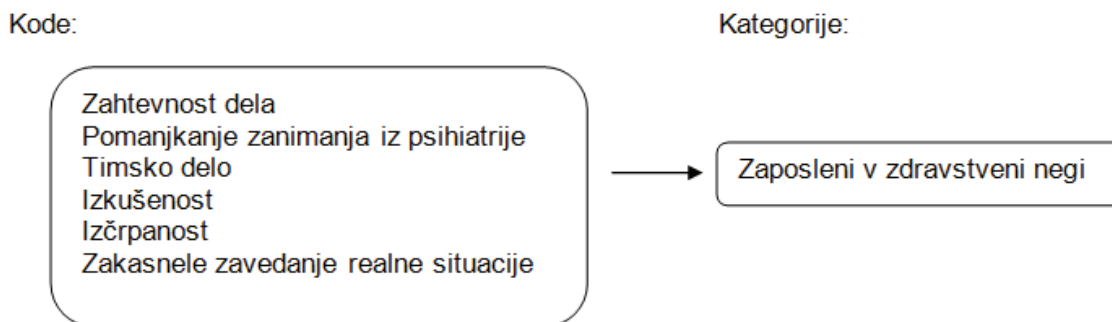 Kode:
Kategorije:
Zahtevnost dela
Pomanjkanje zanimanja iz psihiatrije
Timsko delo
Izkušenost
Izčrpanost
Zakasnele zavedanje realne situacije
Zaposleni v zdravstveni negi